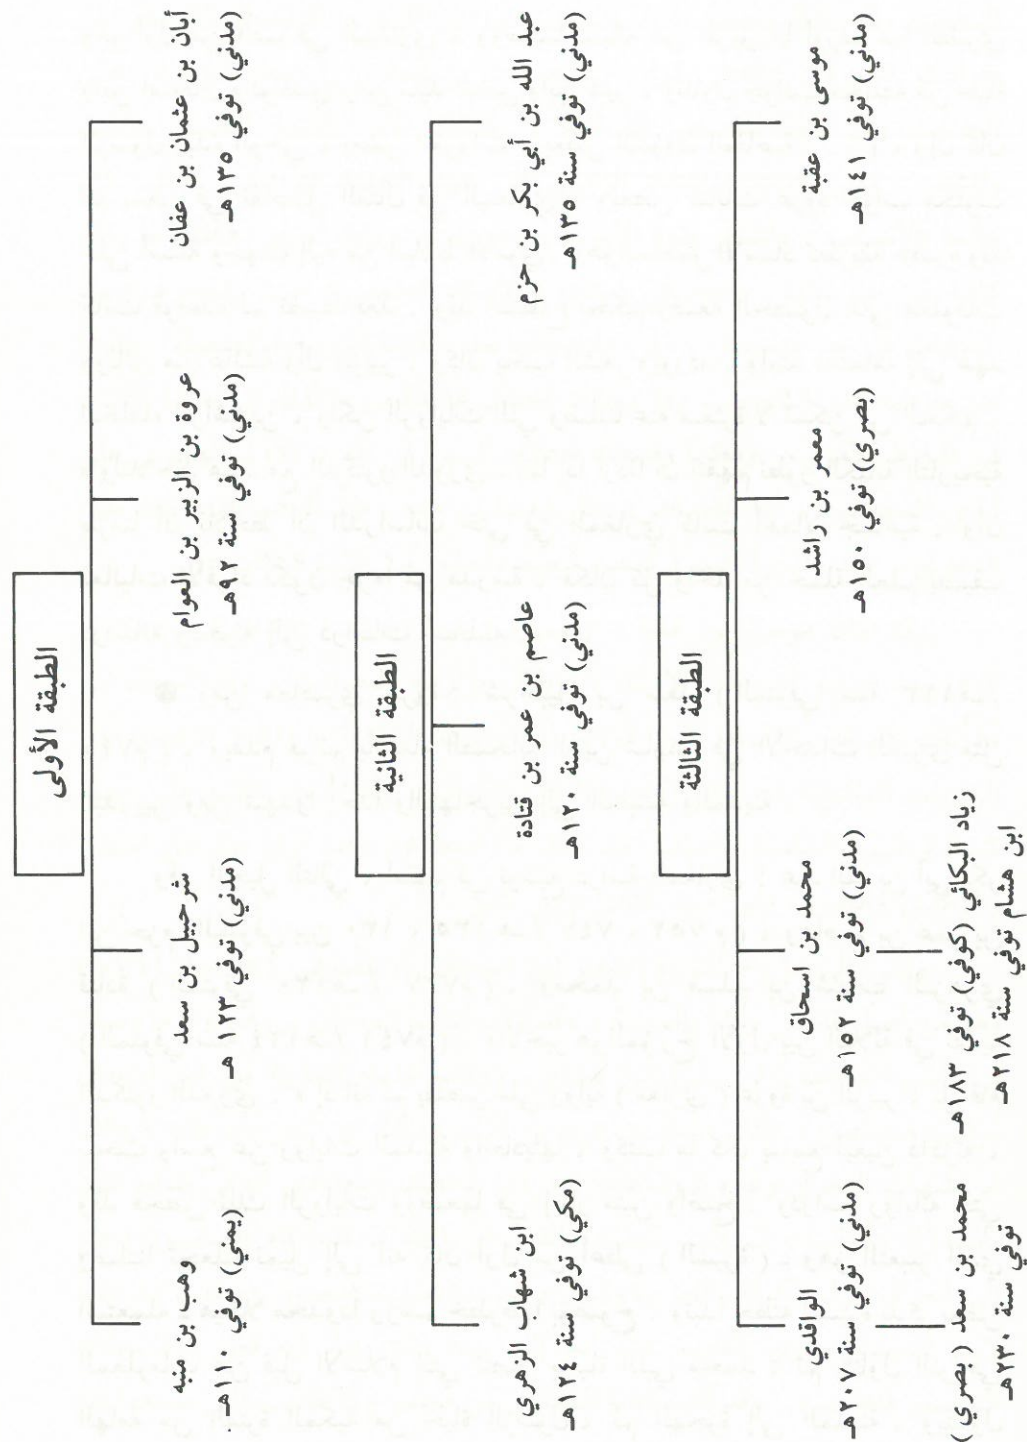 الطبقة الأولى
أبان بن عثمان بن عفان
(مدني) توفي ١٣٥هـ
عروة بن الزبير بن العوام
(مدني) توفي سنة ٩٢هـ
شرحبيل بن سعد
(مدني) توفي ١٢٣هـ
وهب بن منبه
(يمني) توفي ١١٠هـ.
الطبقة الثانية
عبد الله بن أبي بكر بن حزم
(مدني) توفي سنة ١٣٥هـ
عاصم بن عمر بن قتادة
(مدني) توفي سنة ١٢٠هـ
ابن شهاب الزهري
(مكي) توفي سنة ١٢٤هـ
الطبقة الثالثة
موسى بن عقبة
(مدني) توفي ١٤١هـ
معمر بن راشد
(بصري) توفي ١٥٠هـ
محمد بن اسحاق
(مدني) توفي سنة ١٥٢هـ
زياد البكائي (كوفي) توفي ١٨٣هـ
ابن هشام توفي سنة ٢١٨هـ
الواقدي
(مدني) توفي سنة ٢٠٧هـ
محمد بن سعد (بصري)
توفي سنة ٢٣٠هـ